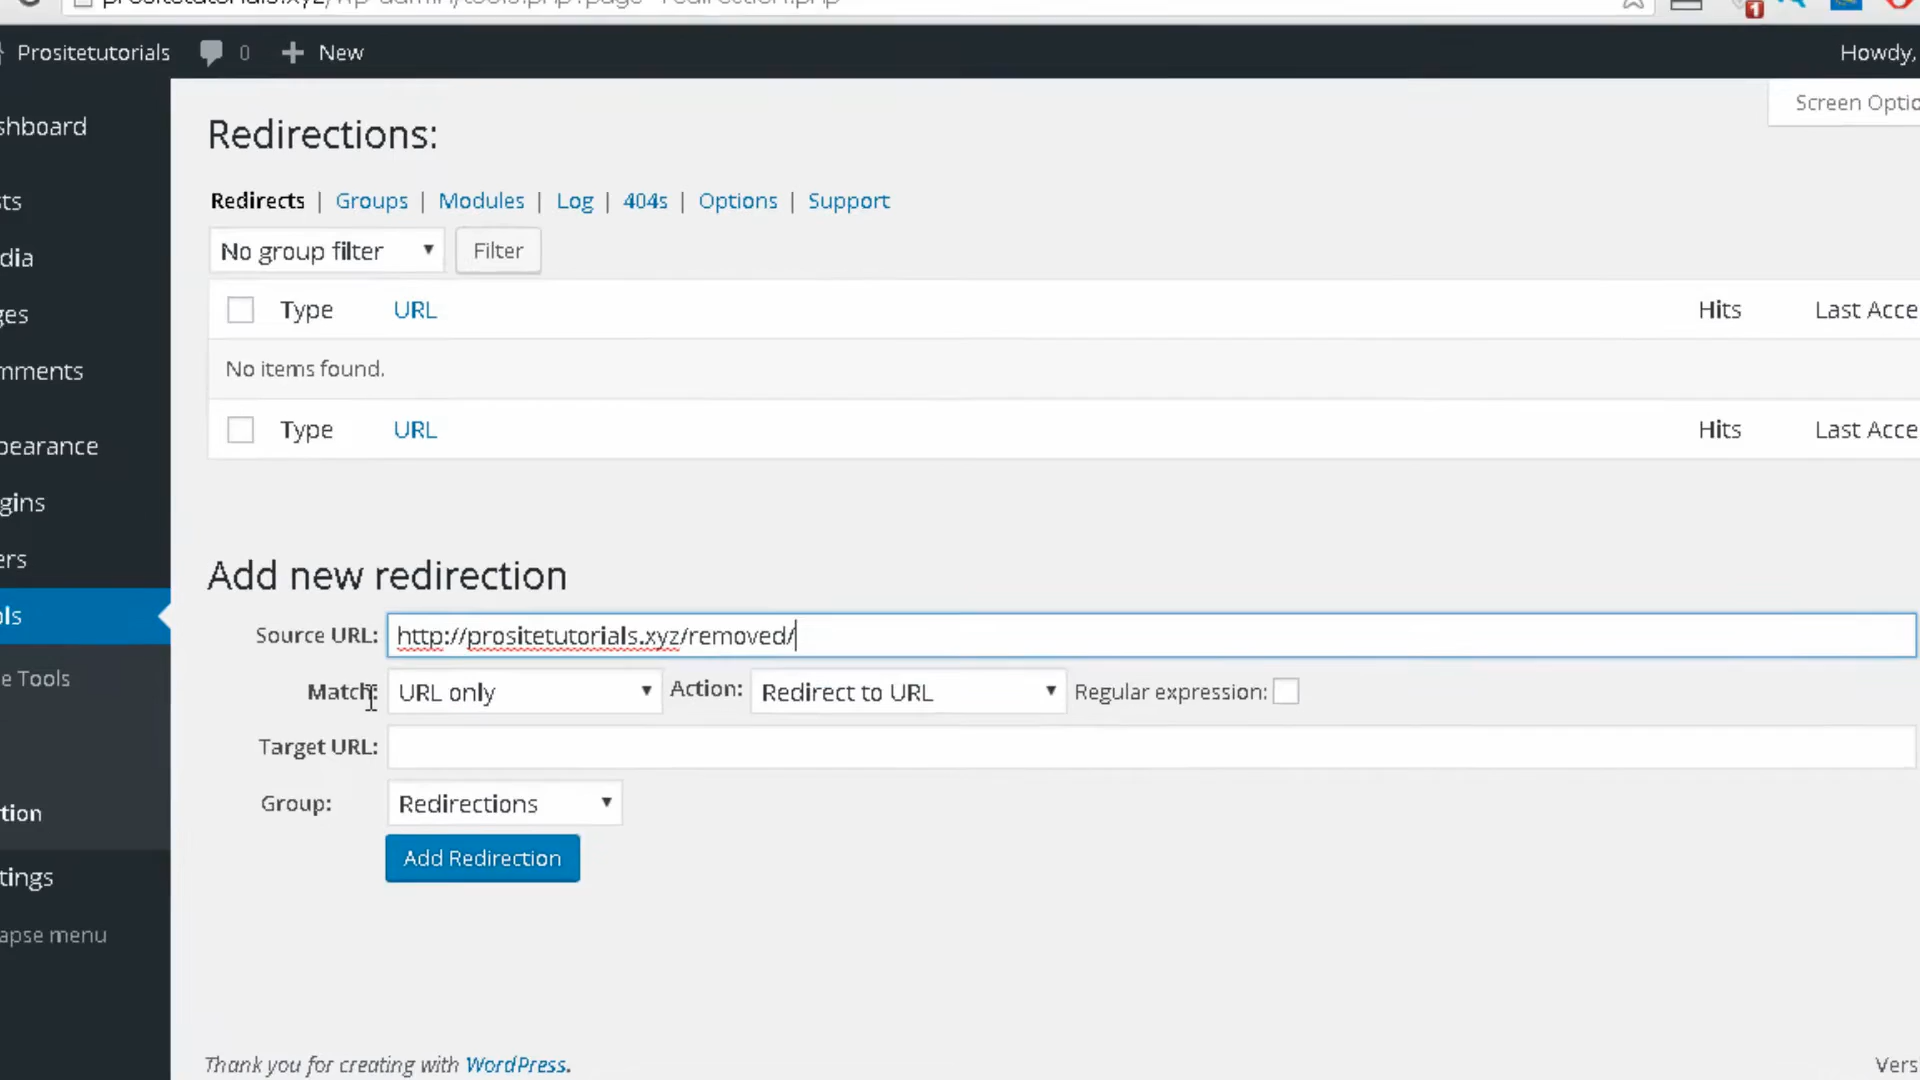 Prositetutorials 0 New Howdy,
Screen Optio
shboard
sts
dia
ges
mments
pearance
gins
ers
ols
e Tools
tion
tings
apse menu
Redirections:
Redirects | Groups | Modules | Log | 404s | Options | Support
No group filter Filter
Type URL Hits Last Acce
No items found.
Type URL Hits Last Acce
Add new redirection
Source URL: http://prositetutorials.xyz/removed/
Match: URL only Action: Redirect to URL Regular expression:
Target URL:
Group: Redirections
Add Redirection
Thank you for creating with WordPress.
Vers